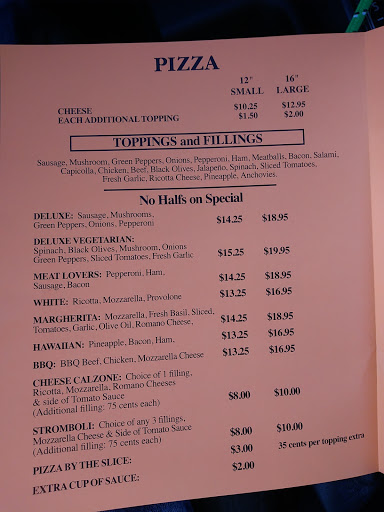 PIZZA
12" 16"
SMALL LARGE
CHEESE $10.25 $12.95
EACH ADDITIONAL TOPPING $1.50 $2.00
TOPPINGS and FILLINGS
Sausage, Mushroom, Green Peppers, Onions, Pepperoni, Ham, Meatballs, Bacon, Salami,
Capicolla, Chicken, Beef, Black Olives, Jalapeño, Spinach, Sliced Tomatoes,
Fresh Garlic, Ricotta Cheese, Pineapple, Anchovies.
No Halfs on Special
DELUXE: Sausage, Mushrooms,
Green Peppers, Onions, Pepperoni $14.25 $18.95
DELUXE VEGETARIAN:
Spinach, Black Olives, Mushroom, Onions
Green Peppers, Sliced Tomatoes, Fresh Garlic $15.25 $19.95
MEAT LOVERS: Pepperoni, Ham,
Sausage, Bacon $14.25 $18.95
WHITE: Ricotta, Mozzarella, Provolone $13.25 $16.95
MARGHERITA: Mozzarella, Fresh Basil, Sliced,
Tomatoes, Garlic, Olive Oil, Romano Cheese, $14.25 $18.95
HAWAIIAN: Pineapple, Bacon, Ham, $13.25 $16.95
BBQ: BBQ Beef, Chicken, Mozzarella Cheese $13.25 $16.95
CHEESE CALZONE: Choice of 1 filling,
Ricotta, Mozzarella, Romano Cheeses
& side of Tomato Sauce $8.00 $10.00
(Additional filling: 75 cents each)
STROMBOLI: Choice of any 3 fillings,
Mozzarella Cheese & Side of Tomato Sauce $8.00 $10.00
(Additional filling: 75 cents each)
PIZZA BY THE SLICE: $3.00 35 cents per topping extra
EXTRA CUP OF SAUCE: $2.00